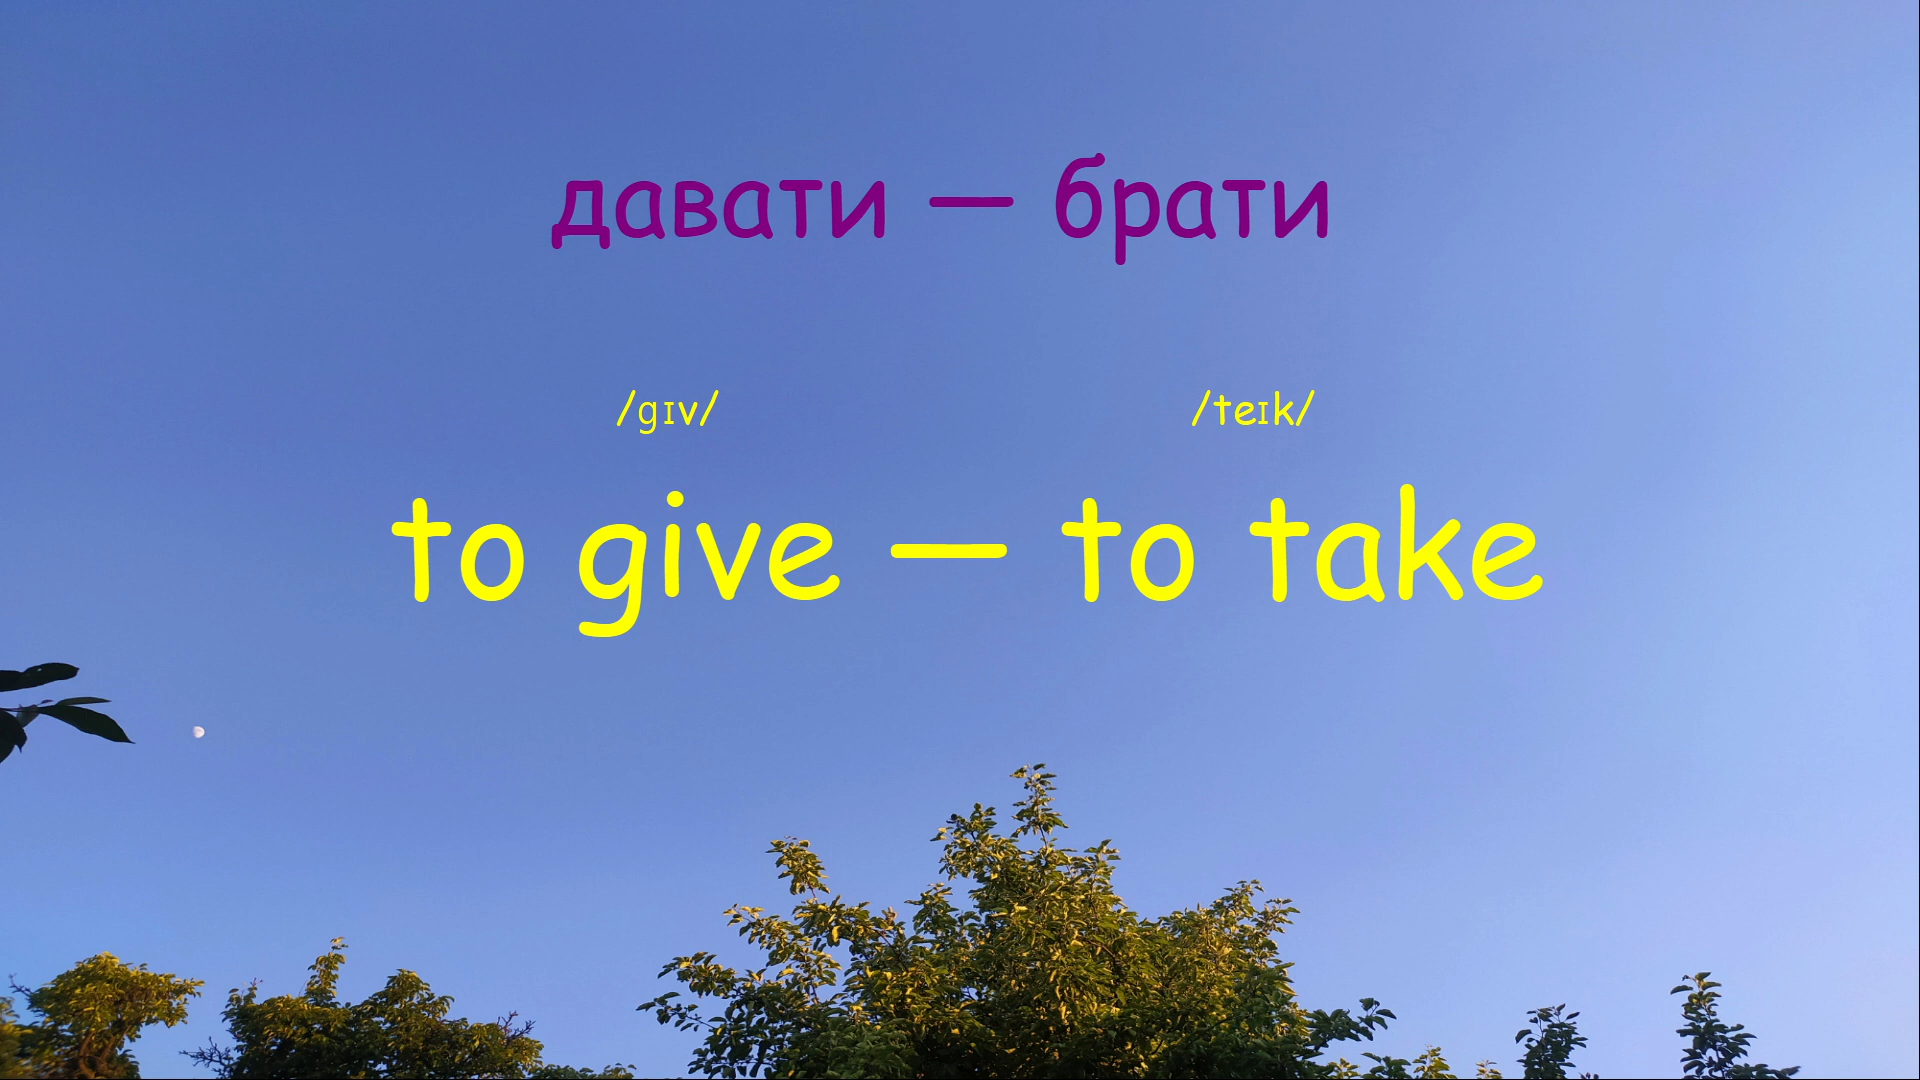 давати — брати
/gɪv/ /teɪk/
to give — to take